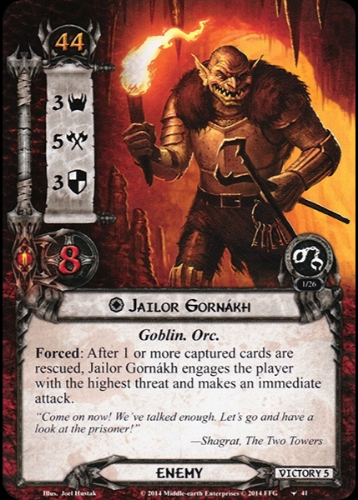 44
3
5
3
8
1/26
Jailor Gornákh
Goblin. Orc.
Forced: After 1 or more captured cards are
rescued, Jailor Gornákh engages the player
with the highest threat and makes an immediate
attack.
"Come on now! We've talked enough. Let's go and have a
look at the prisoner!"
—Shagrat, The Two Towers
ENEMY
VICTORY 5
Illus. Joel Hustak
© 2014 Middle-earth Enterprises © 2014 FFG
41